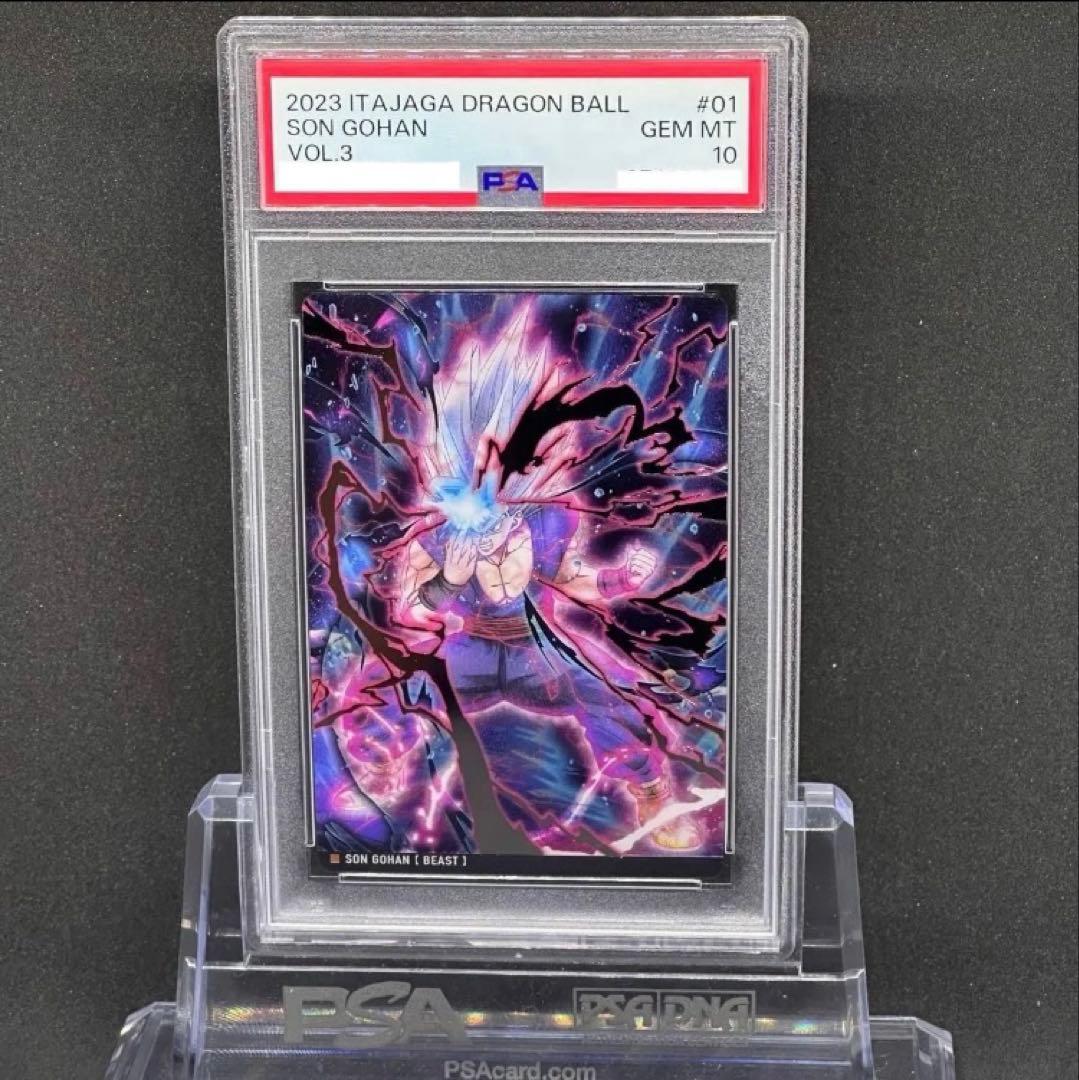 2023 ITAJAGA DRAGON BALL #01
SON GOHAN GEM MT
VOL.3 10
PSA
SON GOHAN [ BEAST ]
PSA PSA DNA
PSAcard.com